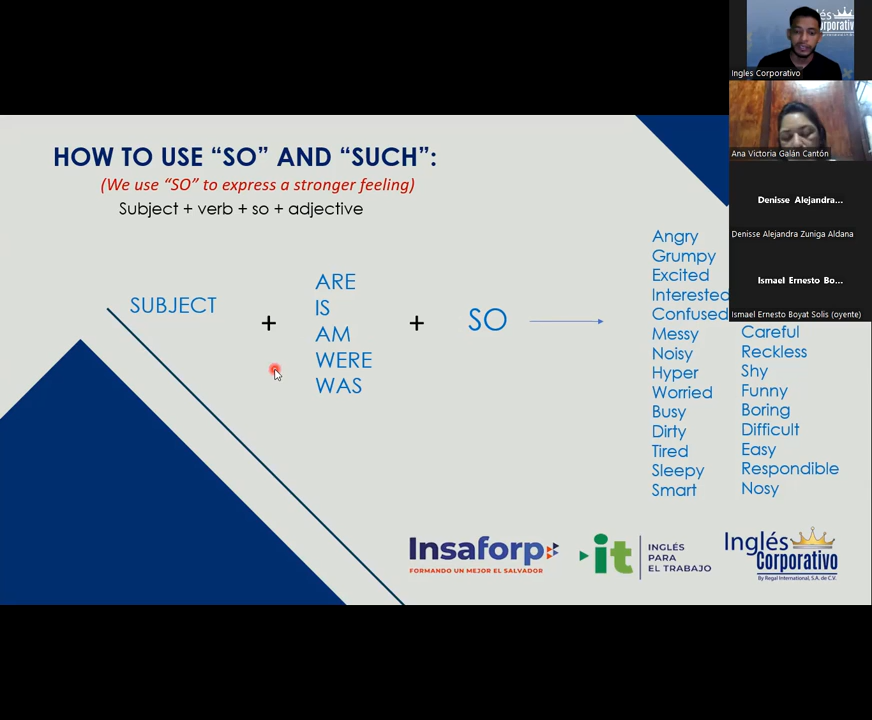 HOW TO USE “SO” AND “SUCH”:
(We use “SO” to express a stronger feeling)
Subject + verb + so + adjective
SUBJECT
+
ARE
IS
AM
WERE
WAS
+
SO
Angry
Grumpy
Excited
Interested
Confused
Messy
Noisy
Hyper
Worried
Busy
Dirty
Tired
Sleepy
Smart
Careful
Reckless
Shy
Funny
Boring
Difficult
Easy
Respondible
Nosy
Insaforp
FORMANDO UN MEJOR EL SALVADOR
it
INGLÉS
PARA
EL TRABAJO
Inglés
Corporativo
By Regal International, S.A. de C.V.
Ingles Corporativo
Ana Victoria Galán Cantón
Denisse Alejandra...
Denisse Alejandra Zuniga Aldana
Ismael Ernesto Bo...
Ismael Ernesto Boyat Solis (oyente)